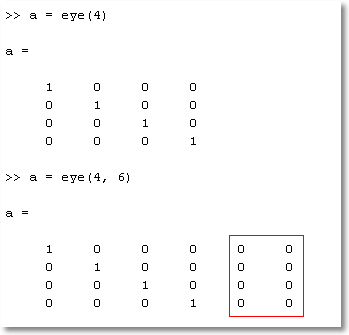 >> a = eye(4)
a =
1 0 0 0
0 1 0 0
0 0 1 0
0 0 0 1
>> a = eye(4, 6)
a =
1 0 0 0 0 0
0 1 0 0 0 0
0 0 1 0 0 0
0 0 0 1 0 0